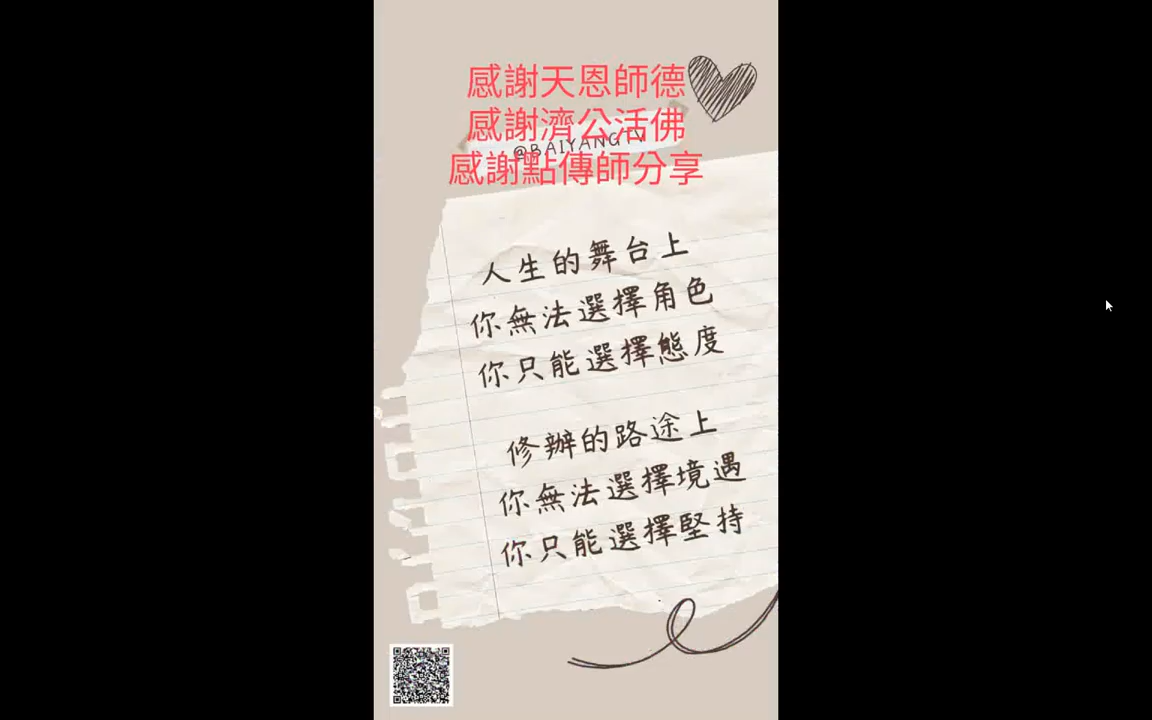 感謝天恩師德
感謝濟公活佛
@BAIYANGTV
感謝點傳師分享
人生的舞台上
你無法選擇角色
你只能選擇態度
修辦的路途上
你無法選擇境遇
你只能選擇堅持